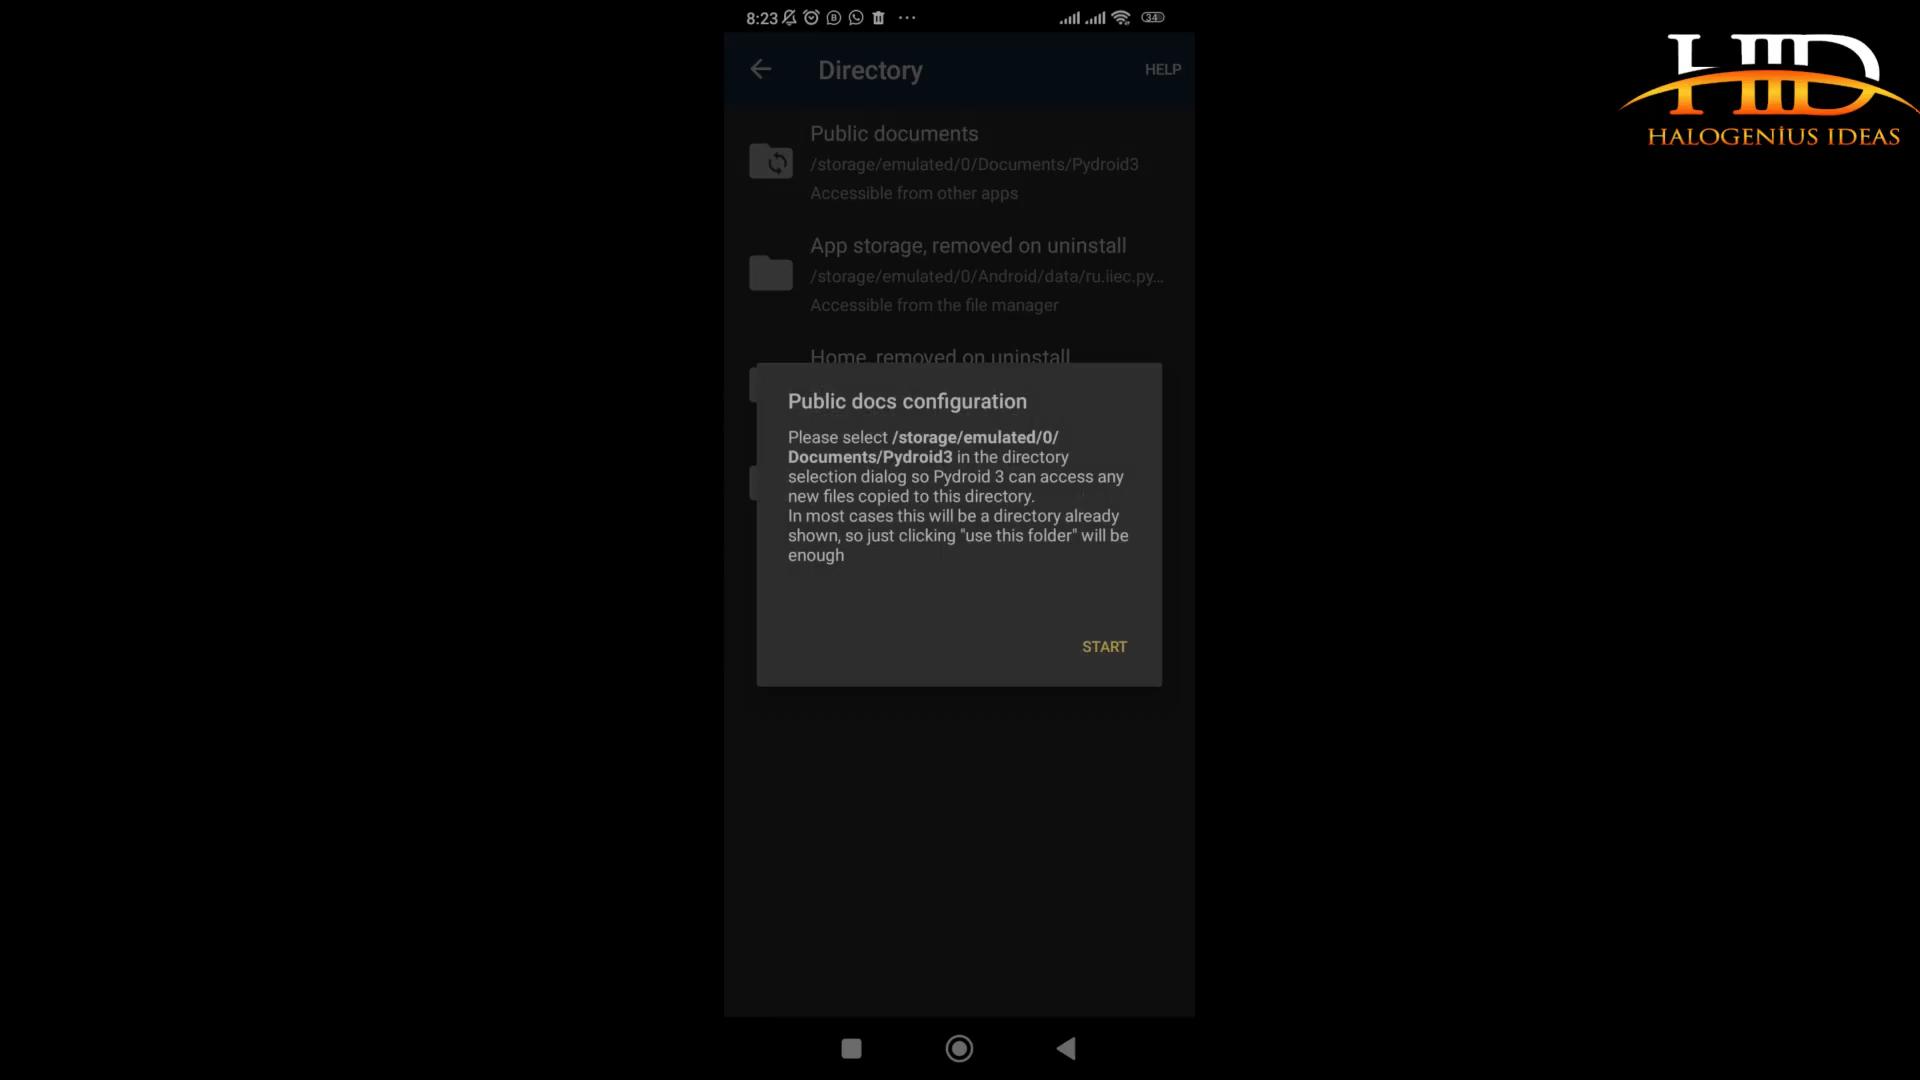 8:23
34
Directory
HELP
Public documents
/storage/emulated/0/Documents/Pydroid3
Accessible from other apps
App storage, removed on uninstall
/storage/emulated/0/Android/data/ru.iiec.py...
Accessible from the file manager
Home, removed on uninstall
Public docs configuration
Please select /storage/emulated/0/
Documents/Pydroid3 in the directory
selection dialog so Pydroid 3 can access any
new files copied to this directory.
In most cases this will be a directory already
shown, so just clicking "use this folder" will be
enough
START
HID
HALOGENİUS IDEAS